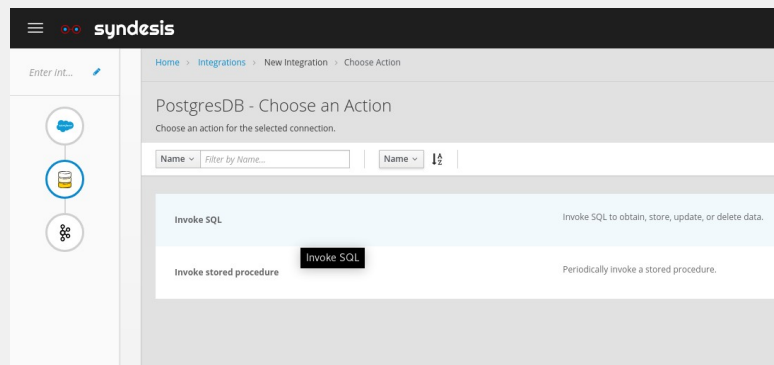 syndesis
Enter Int...
Home > Integrations > New Integration > Choose Action
PostgresDB - Choose an Action
Choose an action for the selected connection.
Name Filter by Name... Name
Invoke SQL Invoke SQL to obtain, store, update, or delete data.
Invoke SQL
Invoke stored procedure Periodically invoke a stored procedure.